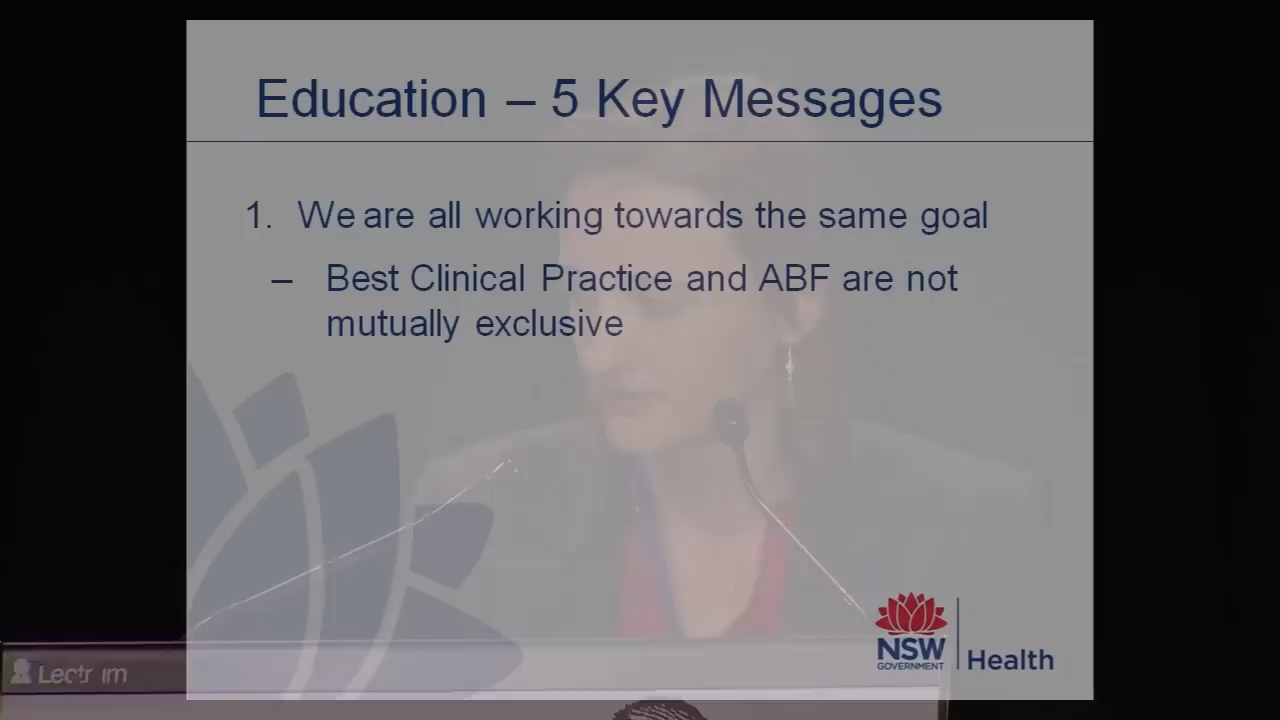 Education – 5 Key Messages
1. We are all working towards the same goal
– Best Clinical Practice and ABF are not
mutually exclusive
NSW
GOVERNMENT
Health